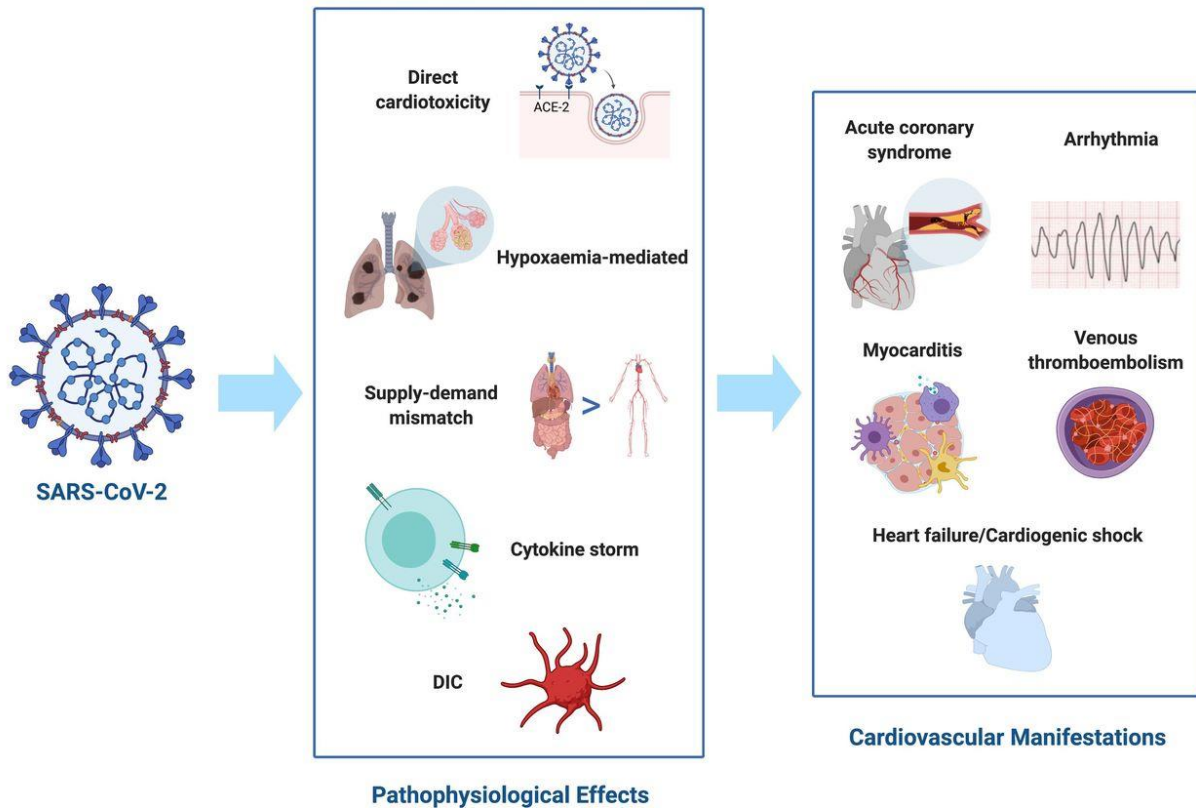 SARS-CoV-2
Direct
cardiotoxicity
ACE-2
Hypoxaemia-mediated
Supply-demand
mismatch
>
Cytokine storm
DIC
Pathophysiological Effects
Acute coronary
syndrome
Arrhythmia
Myocarditis
Venous
thromboembolism
Heart failure/Cardiogenic shock
Cardiovascular Manifestations